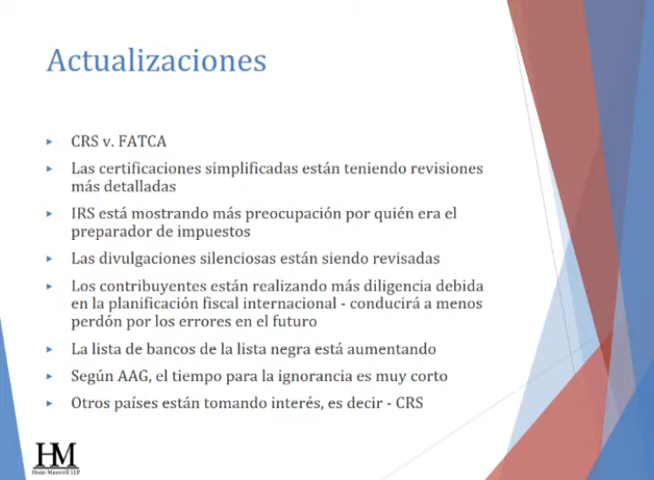 Actualizaciones
CRS v. FATCA
Las certificaciones simplificadas están teniendo revisiones
más detalladas
IRS está mostrando más preocupación por quién era el
preparador de impuestos
Las divulgaciones silenciosas están siendo revisadas
Los contribuyentes están realizando más diligencia debida
en la planificación fiscal internacional - conducirá a menos
perdón por los errores en el futuro
La lista de bancos de la lista negra está aumentando
Según AAG, el tiempo para la ignorancia es muy corto
Otros países están tomando interés, es decir - CRS
HM